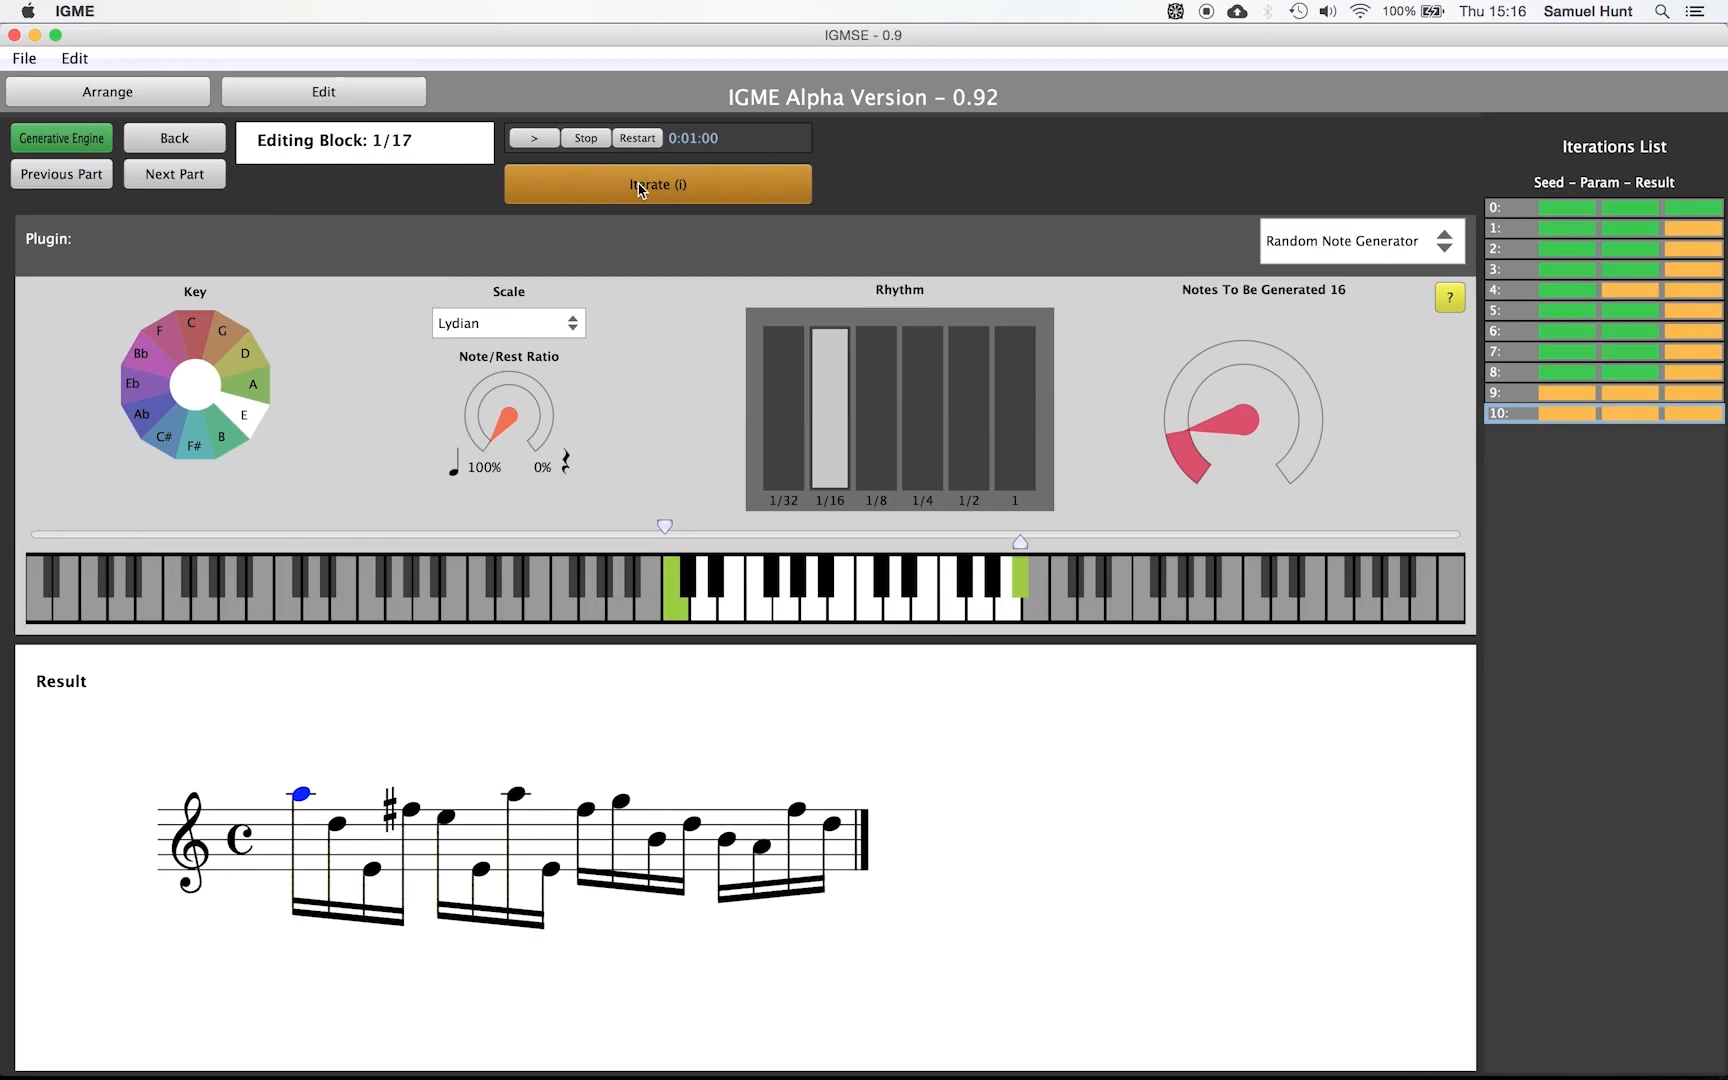 IGME
100%
Thu 15:16
Samuel Hunt
IGMSE - 0.9
File
Edit
Arrange
Edit
IGME Alpha Version - 0.92
Generative Engine
Back
Editing Block: 1/17
>
Stop
Restart
0:01:00
Previous Part
Next Part
Iterate (i)
Iterations List
Seed - Param - Result
0:
1:
2:
3:
4:
5:
6:
7:
8:
9:
10:
Plugin:
Random Note Generator
Key
C
G
D
A
E
B
F#
C#
Ab
Eb
Bb
F
Scale
Lydian
Note/Rest Ratio
100%
0%
Rhythm
1/32
1/16
1/8
1/4
1/2
1
Notes To Be Generated 16
?
Result